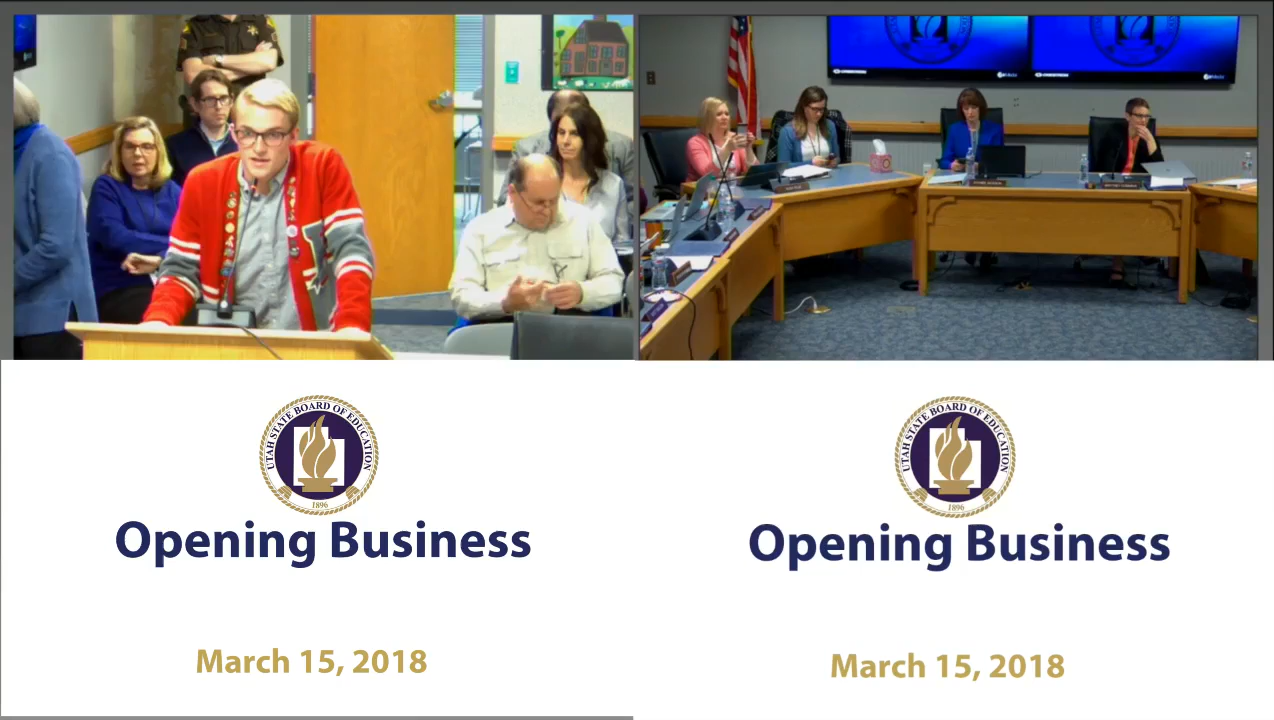 UTAH STATE BOARD OF EDUCATION
1896
Opening Business
March 15, 2018
UTAH STATE BOARD OF EDUCATION
1896
Opening Business
March 15, 2018